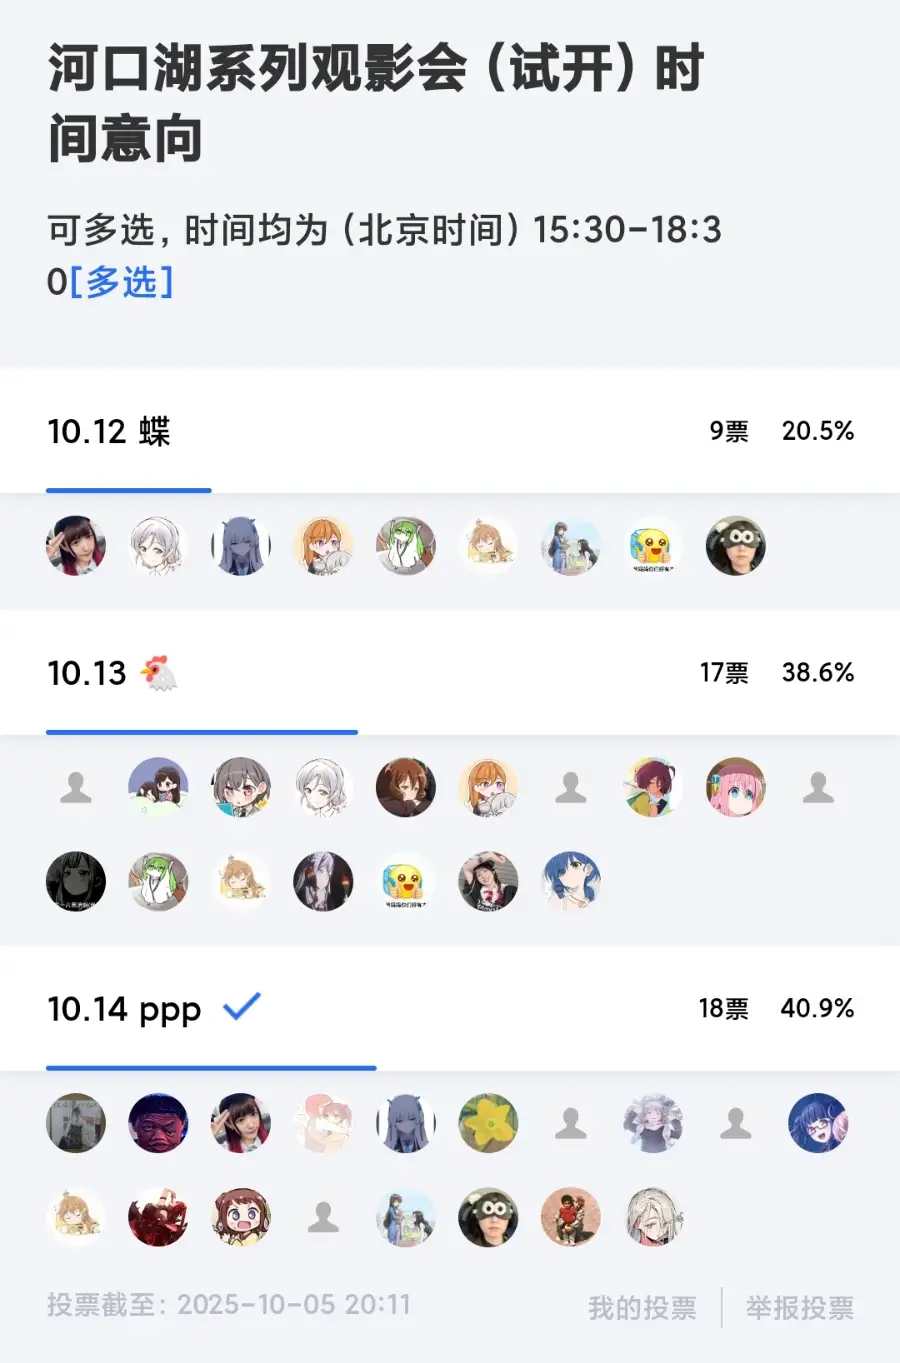 河口湖系列观影会（试开）时
间意向
可多选，时间均为（北京时间）15:30-18:3
0[多选]
10.12 蝶
9票 20.5%
10.13 🐔
17票 38.6%
10.14 ppp
18票 40.9%
投票截至：2025-10-05 20:11
我的投票 | 举报投票